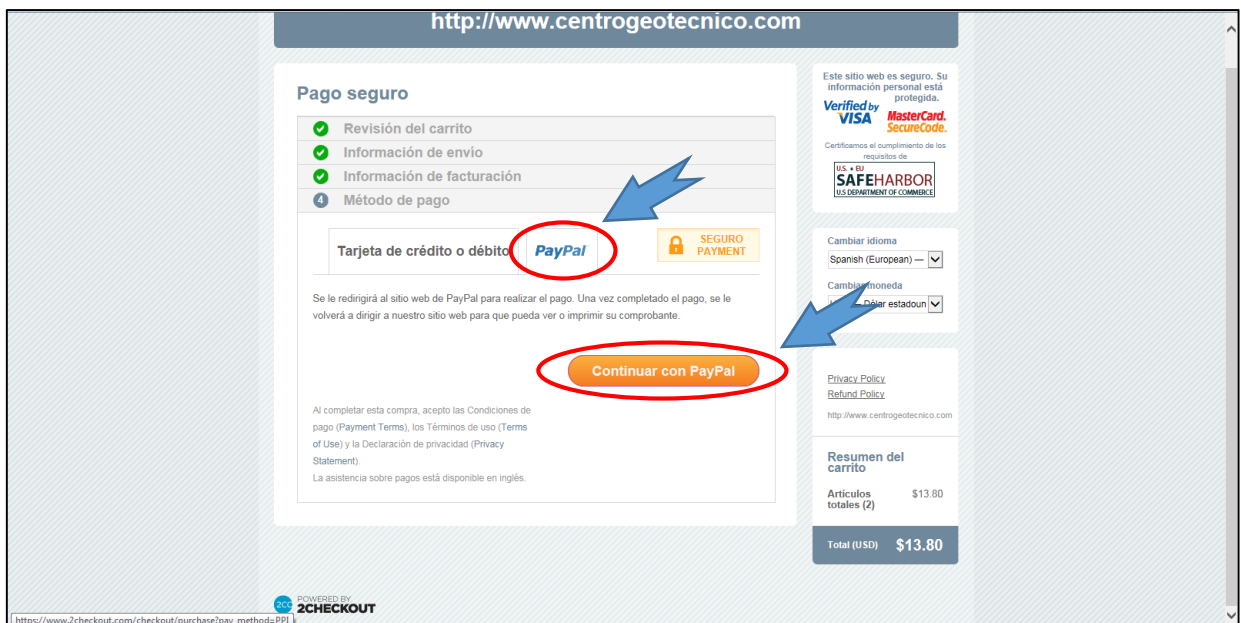 http://www.centrogeotecnico.com
Pago seguro
Revisión del carrito
Información de envío
Información de facturación
4 Método de pago
Tarjeta de crédito o débito
PayPal
SEGURO
PAYMENT
Se le redirigirá al sitio web de PayPal para realizar el pago. Una vez completado el pago, se le
volverá a dirigir a nuestro sitio web para que pueda ver o imprimir su comprobante.
Continuar con PayPal
Al completar esta compra, acepto las Condiciones de
pago (Payment Terms), los Términos de uso (Terms
of Use) y la Declaración de privacidad (Privacy
Statement).
La asistencia sobre pagos está disponible en inglés.
Este sitio web es seguro. Su
información personal está
protegida.
Verified by
VISA
MasterCard.
SecureCode.
Certificamos el cumplimiento de los
requisitos de
U.S. • EU
SAFEHARBOR
U.S DEPARTMENT OF COMMERCE
Cambiar idioma
Spanish (European) —
Cambiar moneda
— Dólar estadoun
Privacy Policy
Refund Policy
http://www.centrogeotecnico.com
Resumen del
carrito
Artículos $13.80
totales (2)
Total (USD) $13.80
2CO
POWERED BY
2CHECKOUT
https://www.2checkout.com/checkout/purchase?pay_method=PPI